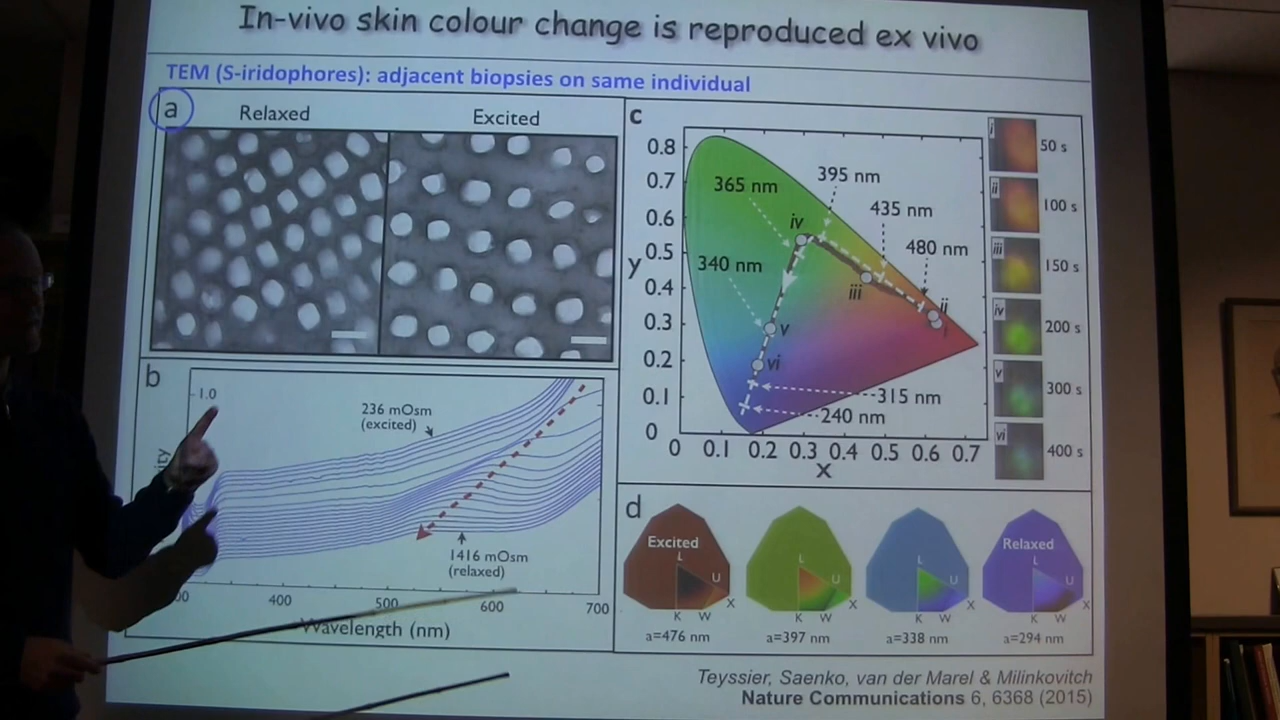 In-vivo skin colour change is reproduced ex vivo
TEM (S-iridophores): adjacent biopsies on same individual
a
Relaxed
Excited
b
1.0
236 mOsm
(excited)
1416 mOsm
(relaxed)
400
500
600
700
Wavelength (nm)
c
0.8
0.7
0.6
0.5
0.4
0.3
0.2
0.1
0
y
0
0.1
0.2
0.3
0.4
0.5
0.6
0.7
x
365 nm
395 nm
435 nm
480 nm
340 nm
315 nm
240 nm
iv
iii
ii
i
v
vi
i
50 s
ii
100 s
iii
150 s
iv
200 s
v
300 s
vi
400 s
d
Excited
L
U
X
K W
a=476 nm
L
U
X
K W
a=397 nm
L
U
X
K W
a=338 nm
Relaxed
L
U
X
K W
a=294 nm
Teyssier, Saenko, van der Marel & Milinkovitch
Nature Communications 6, 6368 (2015)